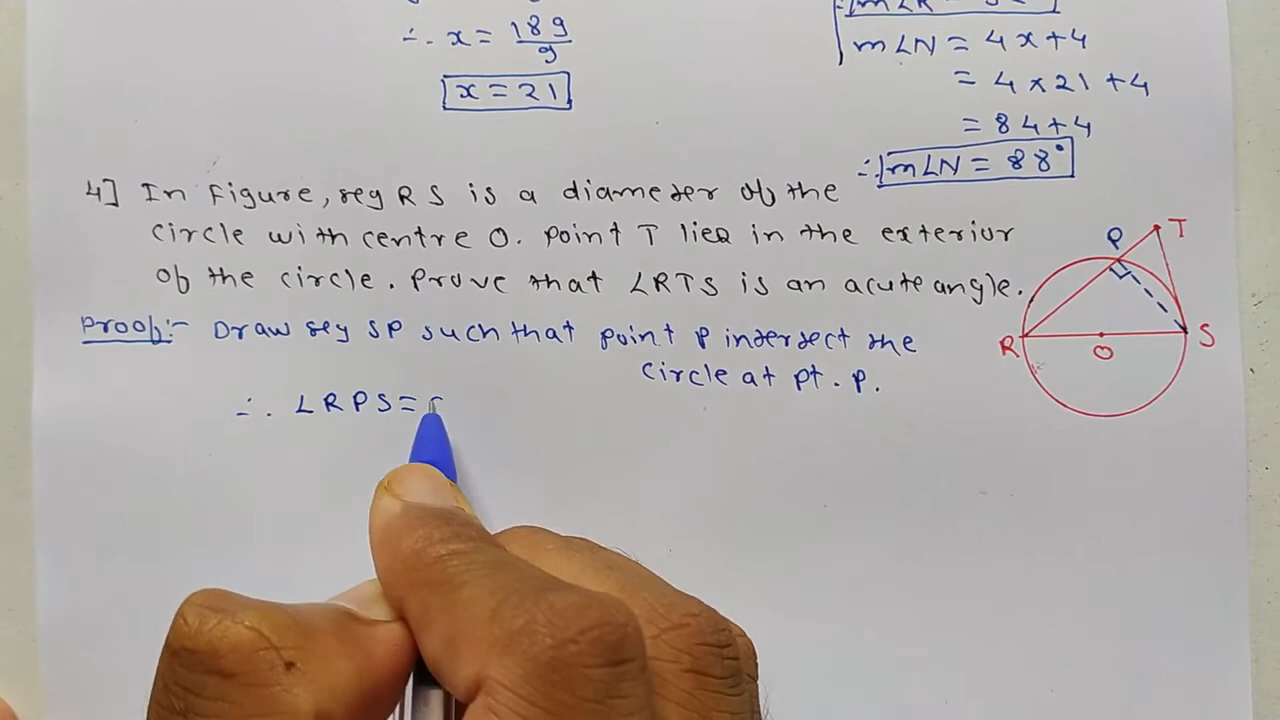 ∴ x = 189/9
x = 21
m∠N = 4x+4
= 4×21+4
= 84+4
∴ m∠N = 88°
4] In Figure, seg RS is a diameter of the
circle with centre O. Point T lies in the exterior
of the circle. Prove that ∠RTS is an acute angle.
Proof:- Draw seg SP such that point P intersect the
circle at pt. P.
∴ ∠RPS =
P T
R O S